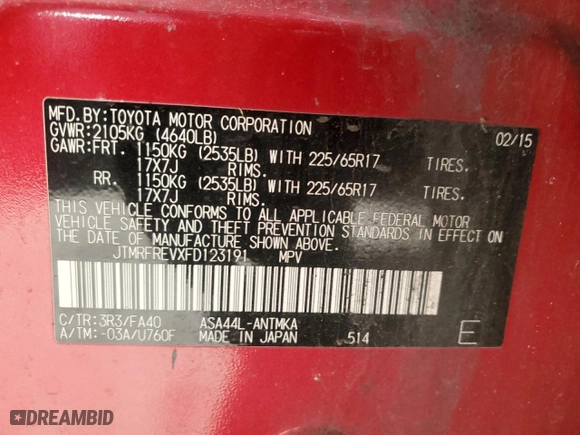 MFD.BY:TOYOTA MOTOR CORPORATION 02/15
GVWR:2105KG (4640LB)
GAWR:FRT. 1150KG (2535LB) WITH 225/65R17 TIRES.
17X7J RIMS.
RR. 1150KG (2535LB) WITH 225/65R17 TIRES.
17X7J RIMS.
THIS VEHICLE CONFORMS TO ALL APPLICABLE FEDERAL MOTOR
VEHICLE SAFETY AND THEFT PREVENTION STANDARDS IN EFFECT ON
THE DATE OF MANUFACTURE SHOWN ABOVE.
JTMRFREVXFD123191 MPV
C/TR:3R3/FA40 ASA44L-ANTMKA
A/TM:-03A/U760F MADE IN JAPAN 514 E
DREAMBID